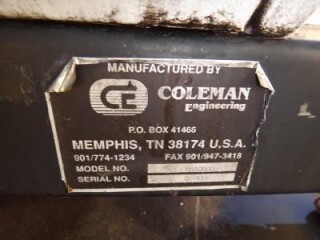 MANUFACTURED BY
CE COLEMAN
Engineering
P.O. BOX 41465
MEMPHIS, TN 38174 U.S.A.
901/774-1234 FAX 901/947-3418
MODEL NO.
SERIAL NO.